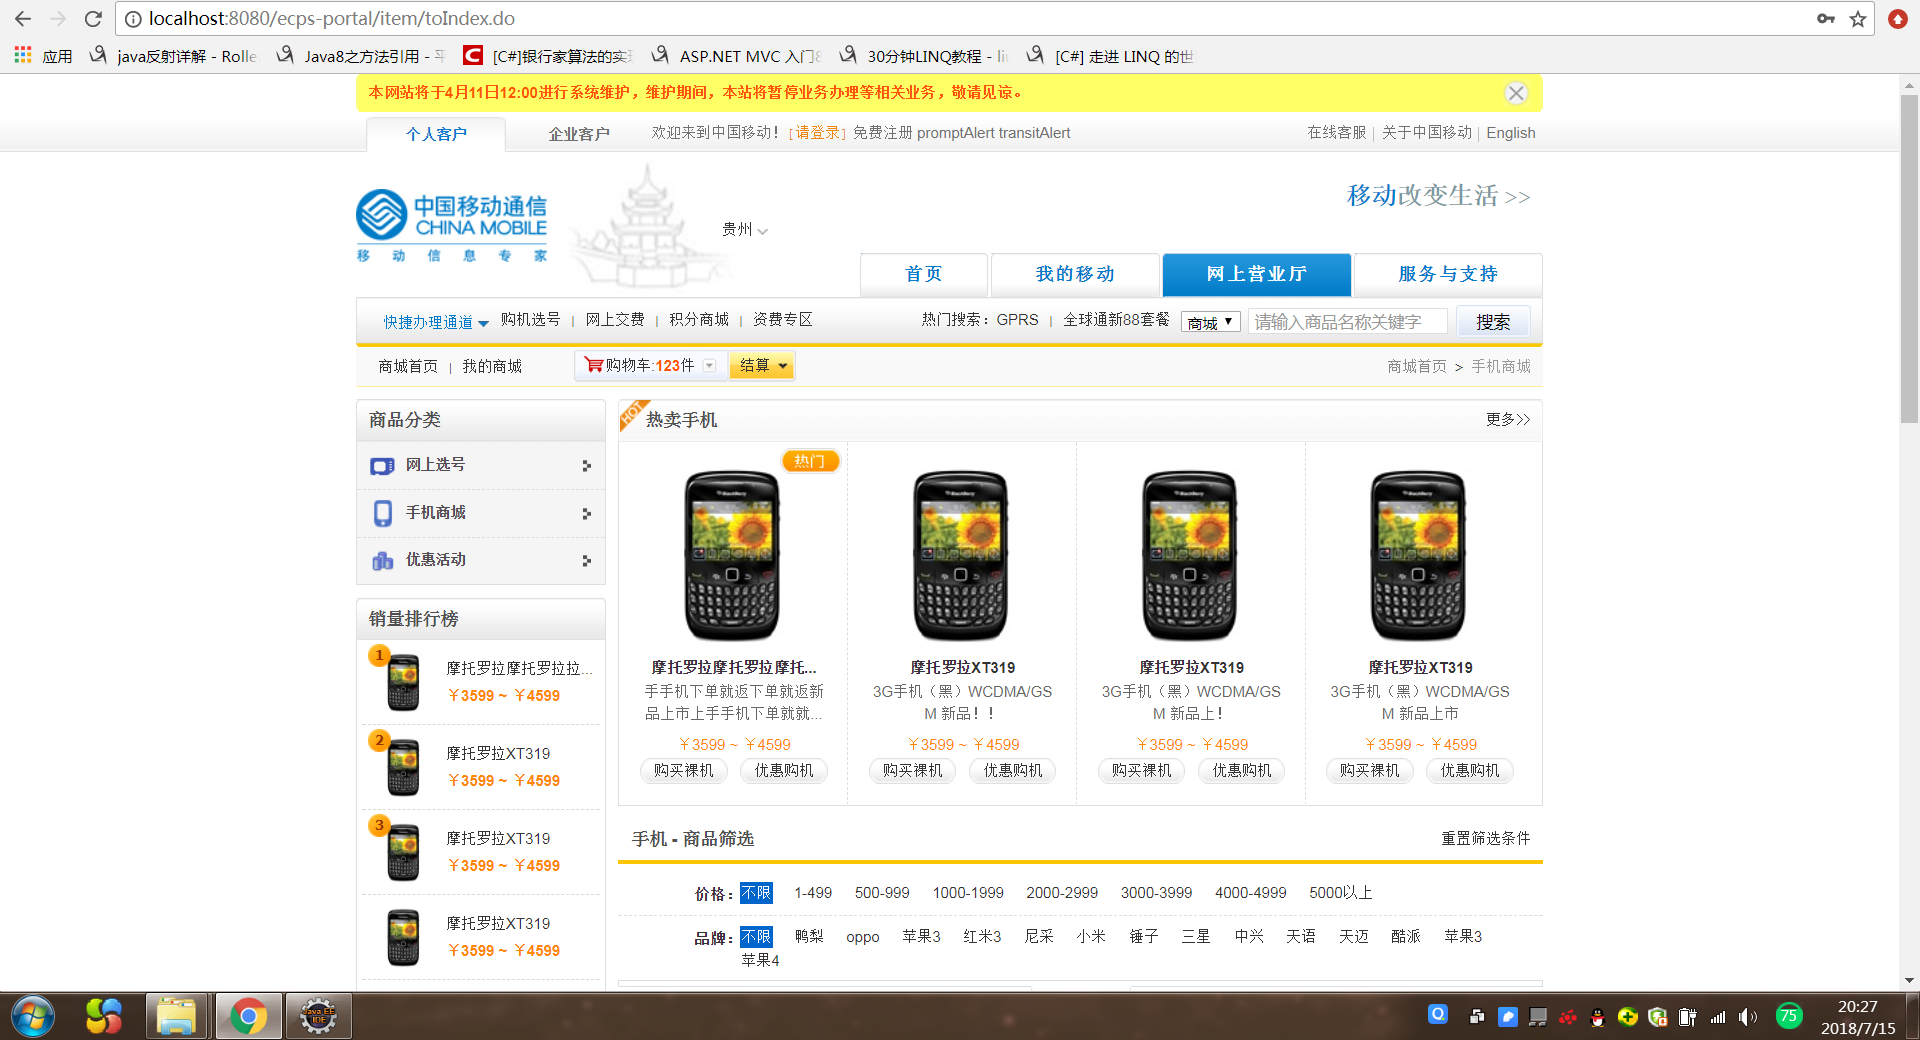 localhost:8080/ecps-portal/item/toIndex.do
应用 java反射详解 - Rolle Java8之方法引用 - 平 [C#]银行家算法的实现 ASP.NET MVC 入门8 30分钟LINQ教程 - li [C#] 走进 LINQ 的世
本网站将于4月11日12:00进行系统维护，维护期间，本站将暂停业务办理等相关业务，敬请见谅。
个人客户 企业客户 欢迎来到中国移动！[请登录] 免费注册 promptAlert transitAlert 在线客服 | 关于中国移动 | English
中国移动通信
CHINA MOBILE
移动信息专家
贵州
移动改变生活 >>
首页 我的移动 网上营业厅 服务与支持
快捷办理通道 购机选号 | 网上交费 | 积分商城 | 资费专区 热门搜索：GPRS | 全球通新88套餐 商城 请输入商品名称关键字 搜索
商城首页 | 我的商城 购物车:123件 结算 商城首页 > 手机商城
商品分类
网上选号
手机商城
优惠活动
销量排行榜
1 摩托罗拉摩托罗拉拉...
￥3599 ~ ￥4599
2 摩托罗拉XT319
￥3599 ~ ￥4599
3 摩托罗拉XT319
￥3599 ~ ￥4599
摩托罗拉XT319
￥3599 ~ ￥4599
HOT 热卖手机 更多>>
热门
BlackBerry BlackBerry BlackBerry BlackBerry
摩托罗拉摩托罗拉摩托... 摩托罗拉XT319 摩托罗拉XT319 摩托罗拉XT319
手手机下单就返下单就返新 3G手机（黑）WCDMA/GS 3G手机（黑）WCDMA/GS 3G手机（黑）WCDMA/GS
品上市上手手机下单就就... M 新品！！ M 新品上！ M 新品上市
￥3599 ~ ￥4599 ￥3599 ~ ￥4599 ￥3599 ~ ￥4599 ￥3599 ~ ￥4599
购买裸机 优惠购机 购买裸机 优惠购机 购买裸机 优惠购机 购买裸机 优惠购机
手机 - 商品筛选 重置筛选条件
价格：不限 1-499 500-999 1000-1999 2000-2999 3000-3999 4000-4999 5000以上
品牌：不限 鸭梨 oppo 苹果3 红米3 尼采 小米 锤子 三星 中兴 天语 天迈 酷派 苹果3
苹果4
Java EE
IDE
75
20:27
2018/7/15